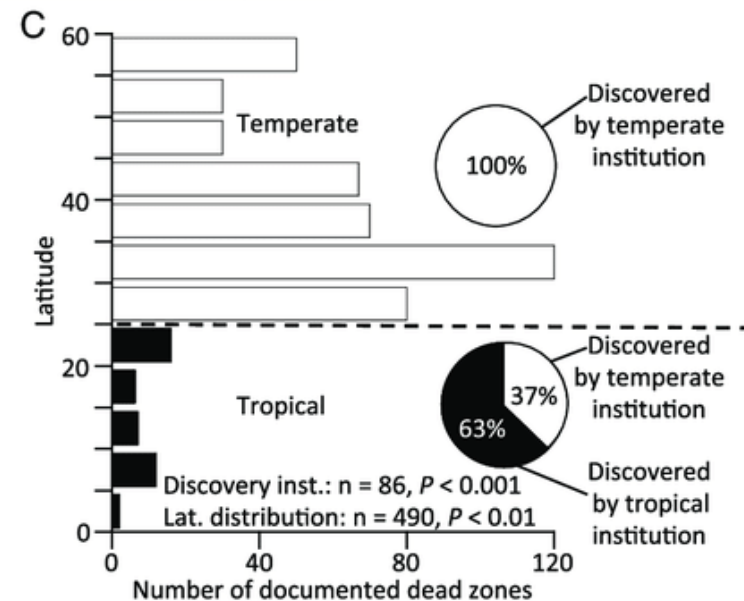 C
60
Discovered
by temperate
institution
Temperate
100%
40
Latitude
Discovered
by temperate
institution
20
37%
Tropical
63%
Discovered
by tropical
institution
Discovery inst.: n = 86, P < 0.001
Lat. distribution: n = 490, P < 0.01
0
0 40 80 120
Number of documented dead zones